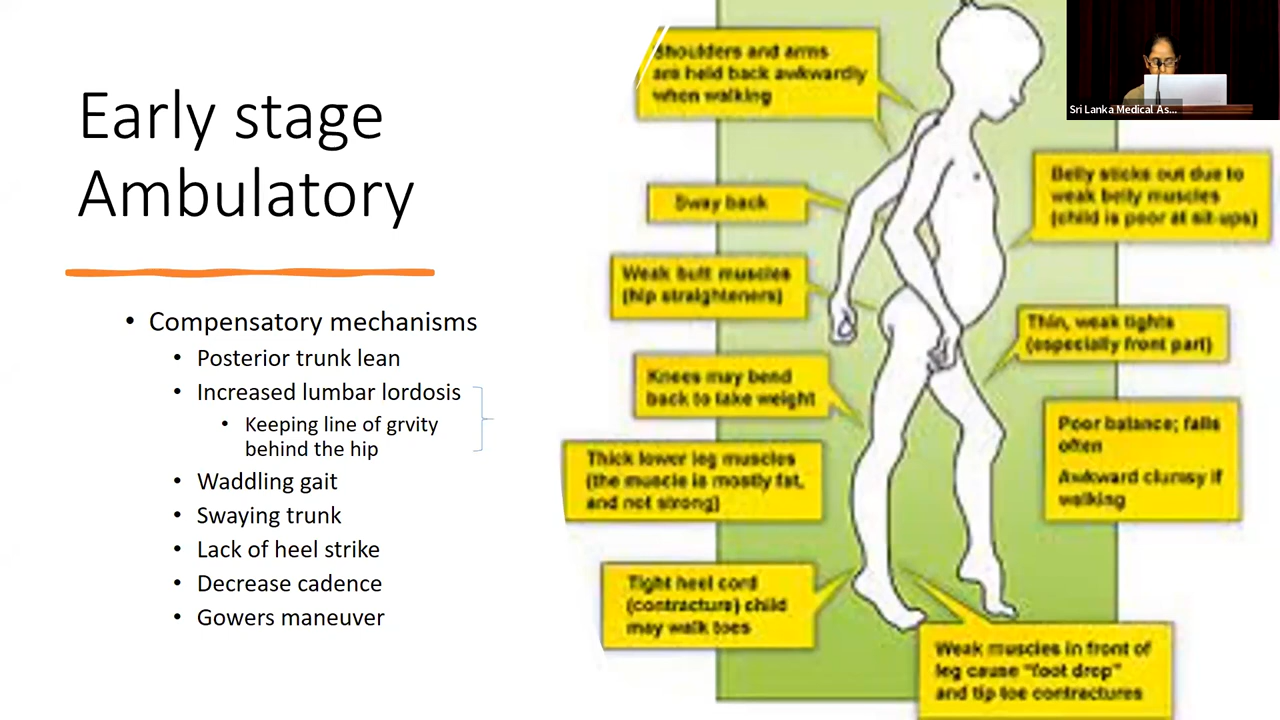 Early stage
Ambulatory
• Compensatory mechanisms
• Posterior trunk lean
• Increased lumbar lordosis
• Keeping line of grvity
behind the hip
• Waddling gait
• Swaying trunk
• Lack of heel strike
• Decrease cadence
• Gowers maneuver
Shoulders and arms
are held back awkwardly
when walking
Sway back
Weak butt muscles
(hip straighteners)
Knees may bend
back to take weight
Thick lower leg muscles
(the muscle is mostly fat,
and not strong)
Tight heel cord
(contracture) child
may walk toes
Belly sticks out due to
weak belly muscles
(child is poor at sit-ups)
Thin, weak tights
(especially front part)
Poor balance; falls
often
Awkward clumsy if
walking
Weak muscles in front of
leg cause "foot drop"
and tip toe contractures
Sri Lanka Medical As...